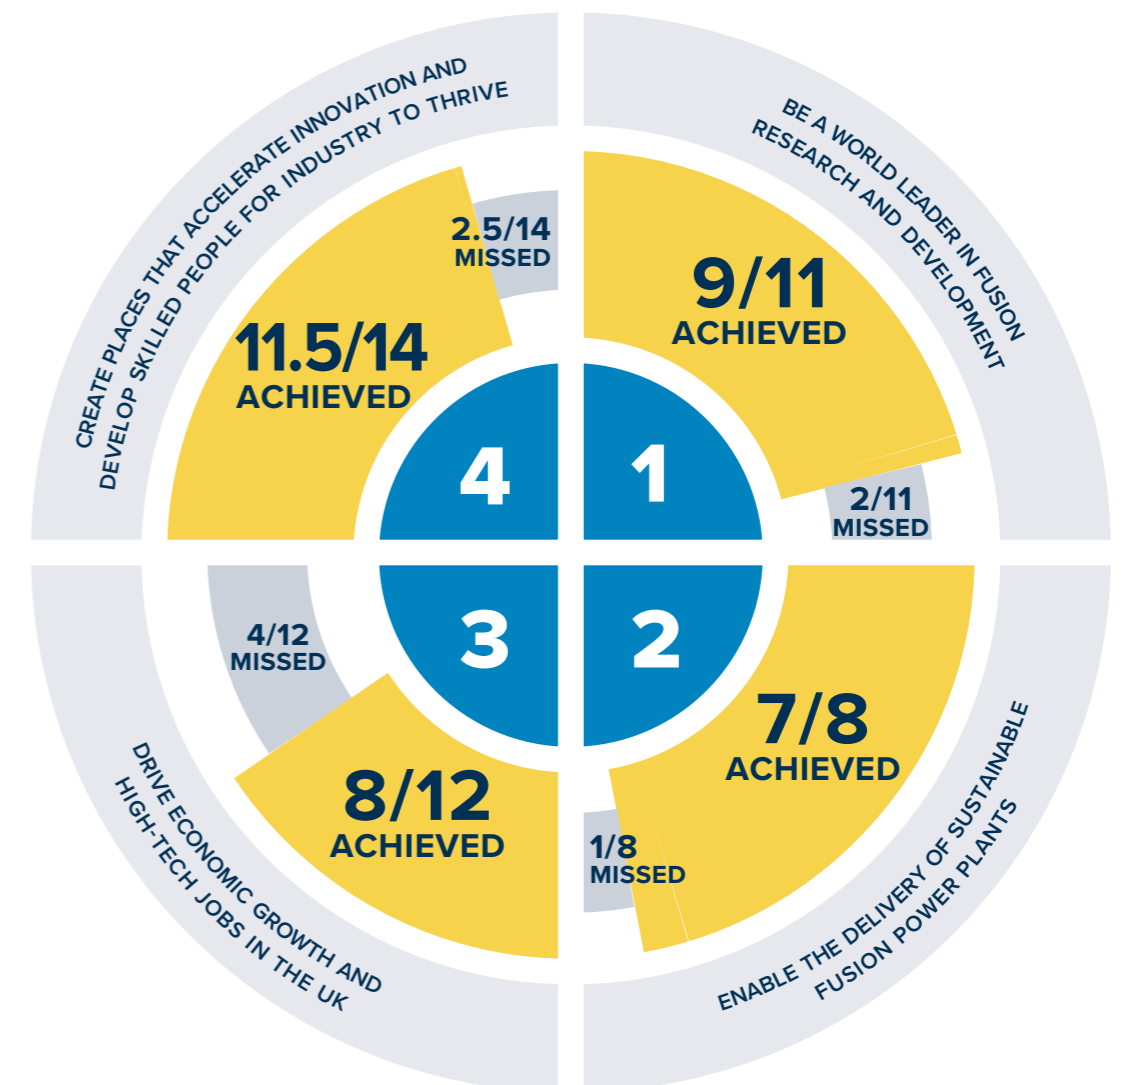 BE A WORLD LEADER IN FUSION
RESEARCH AND DEVELOPMENT
9/11
ACHIEVED
2/11
MISSED
1
ENABLE THE DELIVERY OF SUSTAINABLE
FUSION POWER PLANTS
7/8
ACHIEVED
1/8
MISSED
2
DRIVE ECONOMIC GROWTH AND
HIGH-TECH JOBS IN THE UK
8/12
ACHIEVED
4/12
MISSED
3
CREATE PLACES THAT ACCELERATE INNOVATION AND
DEVELOP SKILLED PEOPLE FOR INDUSTRY TO THRIVE
11.5/14
ACHIEVED
2.5/14
MISSED
4